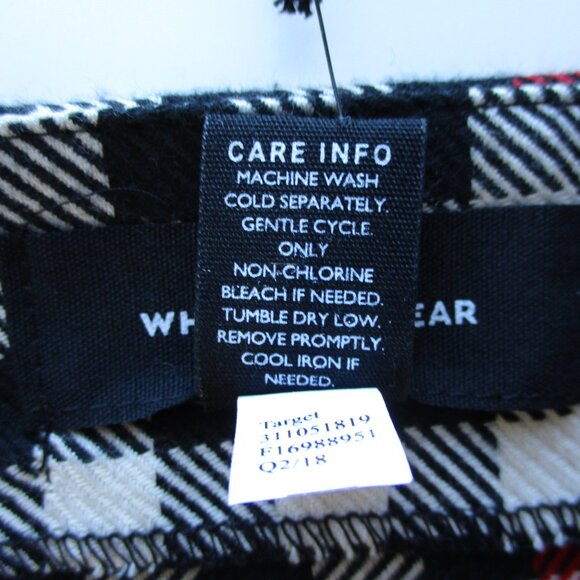 CARE INFO
MACHINE WASH
COLD SEPARATELY.
GENTLE CYCLE.
ONLY
NON-CHLORINE
BLEACH IF NEEDED.
TUMBLE DRY LOW.
REMOVE PROMPTLY.
COOL IRON IF
NEEDED.
WH EAR
Target
311051819
F16988951
Q2/18